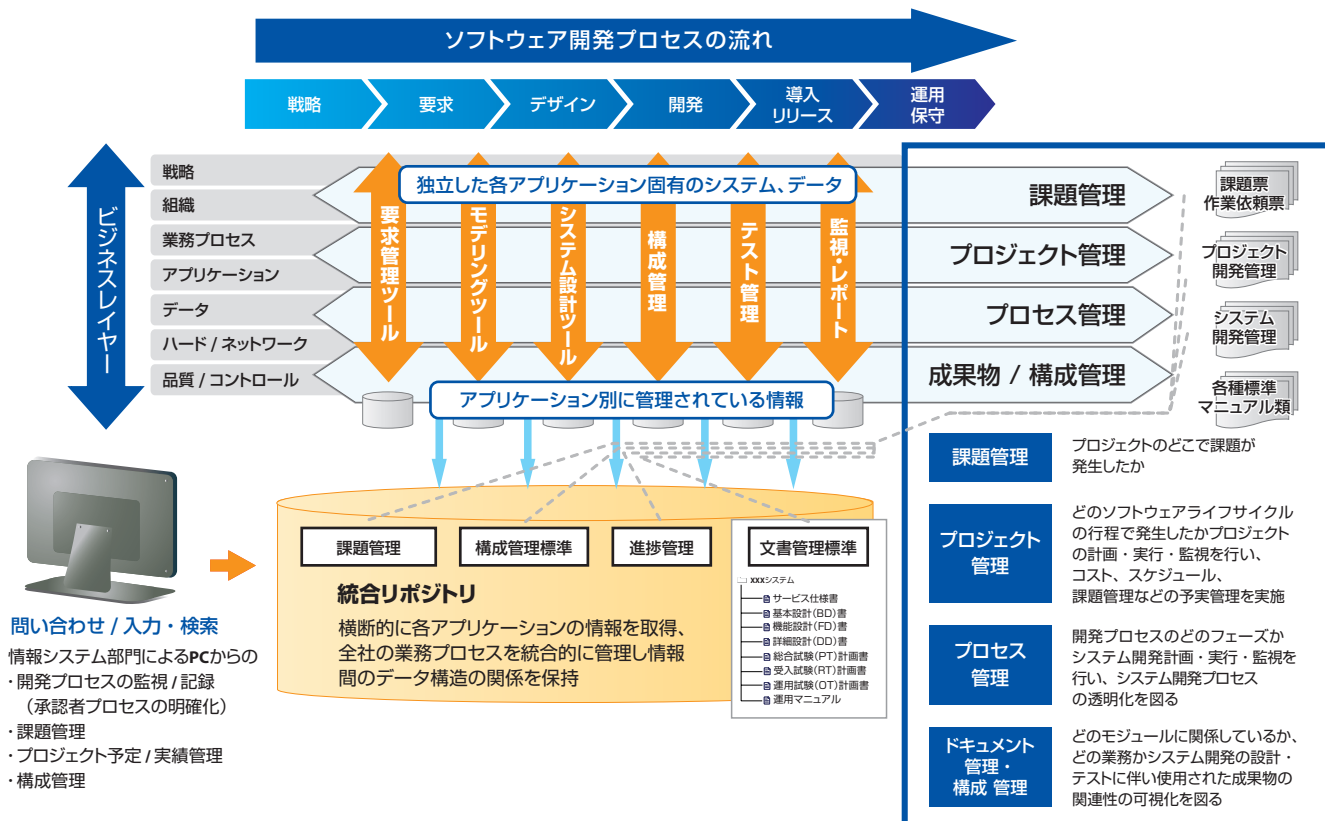 ソフトウェア開発プロセスの流れ
戦略
要求
デザイン
開発
導入
リリース
運用
保守
ビジネスレイヤー
戦略
組織
業務プロセス
アプリケーション
データ
ハード / ネットワーク
品質 / コントロール
独立した各アプリケーション固有のシステム、データ
要求管理ツール
モデリングツール
システム設計ツール
構成管理
テスト管理
監視・レポート
課題管理
プロジェクト管理
プロセス管理
成果物 / 構成管理
アプリケーション別に管理されている情報
課題票
作業依頼票
プロジェクト
開発管理
システム
開発管理
各種標準
マニュアル類
課題管理
プロジェクトのどこで課題が
発生したか
プロジェクト
管理
どのソフトウェアライフサイクル
の行程で発生したかプロジェクト
の計画・実行・監視を行い、
コスト、スケジュール、
課題管理などの予実管理を実施
プロセス
管理
開発プロセスのどのフェーズか
システム開発計画・実行・監視を
行い、システム開発プロセス
の透明化を図る
ドキュメント
管理・
構成 管理
どのモジュールに関係しているか、
どの業務かシステム開発の設計・
テストに伴い使用された成果物の
関連性の可視化を図る
問い合わせ / 入力・検索
情報システム部門によるPCからの
・開発プロセスの監視 / 記録
（承認者プロセスの明確化）
・課題管理
・プロジェクト予定 / 実績管理
・構成管理
課題管理
構成管理標準
進捗管理
文書管理標準
統合リポジトリ
横断的に各アプリケーションの情報を取得、
全社の業務プロセスを統合的に管理し情報
間のデータ構造の関係を保持
xxxシステム
サービス仕様書
基本設計(BD)書
機能設計(FD)書
詳細設計(DD)書
総合試験(PT)計画書
受入試験(RT)計画書
運用試験(OT)計画書
運用マニュアル